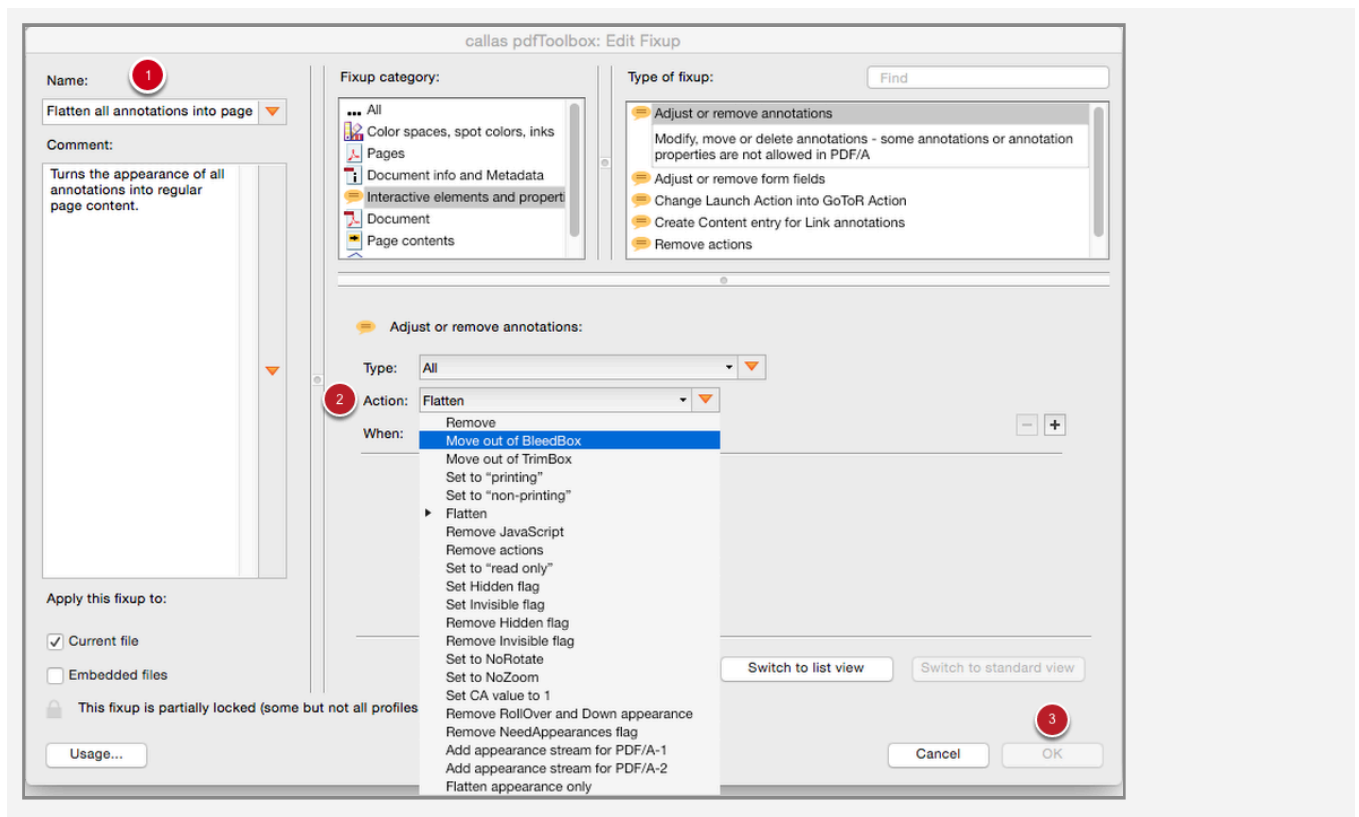 callas pdfToolbox: Edit Fixup
Name:
1
Flatten all annotations into page
Comment:
Turns the appearance of all
annotations into regular
page content.
Apply this fixup to:
Current file
Embedded files
This fixup is partially locked (some but not all profiles
Usage...
Fixup category:
All
Color spaces, spot colors, inks
Pages
Document info and Metadata
Interactive elements and properti
Document
Page contents
Type of fixup:
Find
Adjust or remove annotations
Modify, move or delete annotations - some annotations or annotation
properties are not allowed in PDF/A
Adjust or remove form fields
Change Launch Action into GoToR Action
Create Content entry for Link annotations
Remove actions
Adjust or remove annotations:
Type: All
2
Action: Flatten
When:
Remove
Move out of BleedBox
Move out of TrimBox
Set to “printing”
Set to “non-printing”
Flatten
Remove JavaScript
Remove actions
Set to “read only”
Set Hidden flag
Set Invisible flag
Remove Hidden flag
Remove Invisible flag
Set to NoRotate
Set to NoZoom
Set CA value to 1
Remove RollOver and Down appearance
Remove NeedAppearances flag
Add appearance stream for PDF/A-1
Add appearance stream for PDF/A-2
Flatten appearance only
Switch to list view
Switch to standard view
3
Cancel
OK